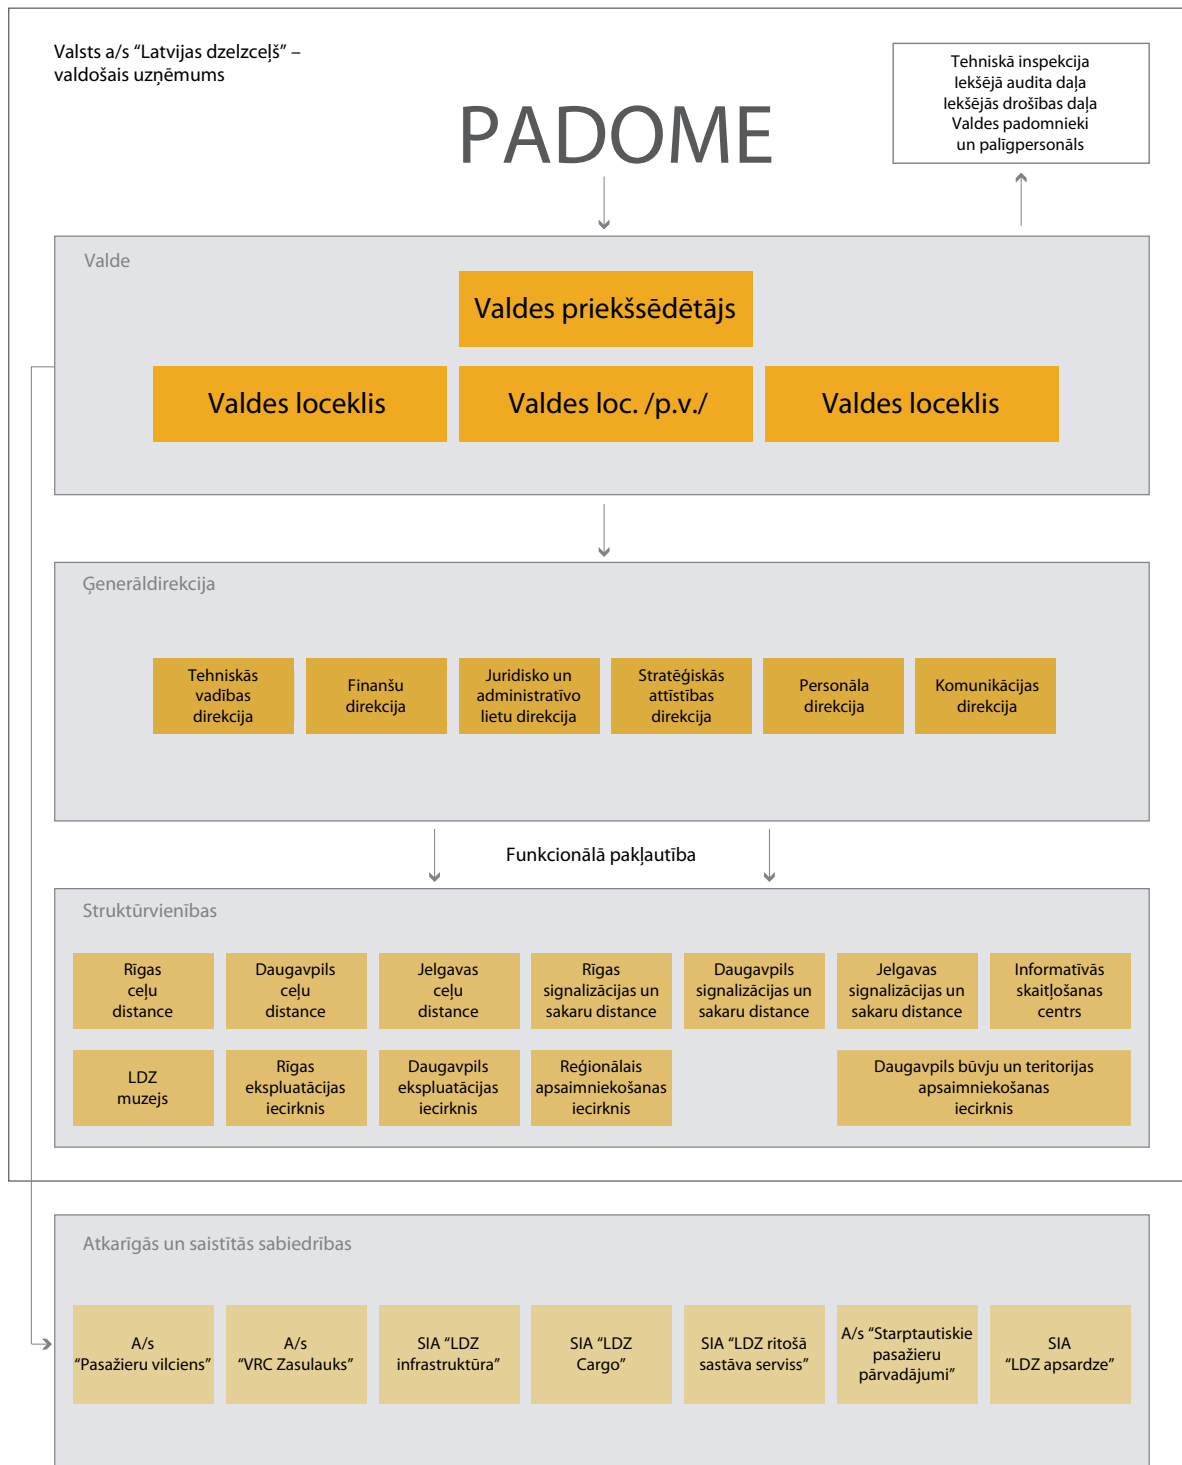 Valsts a/s “Latvijas dzelzceļš” –
valdošais uzņēmums
Tehniskā inspekcija
Iekšējā audita daļa
Iekšējās drošības daļa
Valdes padomnieki
un palīgpersonāls
PADOME
Valde
Valdes priekšsēdētājs
Valdes loceklis
Valdes loc. /p.v./
Valdes loceklis
Ģenerāldirekcija
Tehniskās
vadības
direkcija
Finanšu
direkcija
Juridisko un
administratīvo
lietu direkcija
Stratēģiskās
attīstības
direkcija
Personāla
direkcija
Komunikācijas
direkcija
Funkcionālā pakļautība
Struktūrvienības
Rīgas
ceļu
distance
Daugavpils
ceļu
distance
Jelgavas
ceļu
distance
Rīgas
signalizācijas un
sakaru distance
Daugavpils
signalizācijas un
sakaru distance
Jelgavas
signalizācijas un
sakaru distance
Informatīvās
skaitļošanas
centrs
LDZ
muzejs
Rīgas
ekspluatācijas
iecirknis
Daugavpils
ekspluatācijas
iecirknis
Reģionālais
apsaimniekošanas
iecirknis
Daugavpils būvju un teritorijas
apsaimniekošanas
iecirknis
Atkarīgās un saistītās sabiedrības
A/s
“Pasažieru vilciens”
A/s
“VRC Zasulauks”
SIA “LDZ
infrastruktūra”
SIA “LDZ
Cargo”
SIA “LDZ ritošā
sastāva serviss”
A/s “Starptautiskie
pasažieru
pārvadājumi”
SIA
“LDZ apsardze”